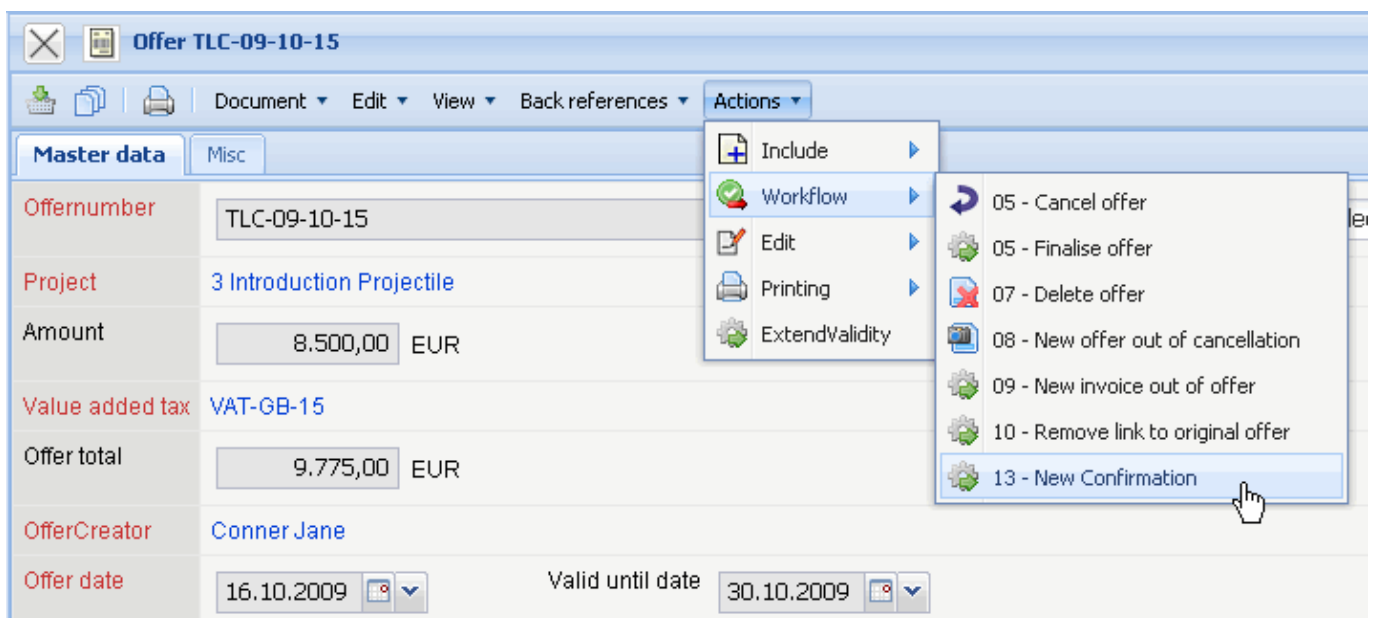 Offer TLC-09-10-15
Document Edit View Back references Actions
Master data Misc
Include
Workflow
Edit
Printing
ExtendValidity
05 - Cancel offer
05 - Finalise offer
07 - Delete offer
08 - New offer out of cancellation
09 - New invoice out of offer
10 - Remove link to original offer
13 - New Confirmation
Offernumber TLC-09-10-15
Project 3 Introduction Projectile
Amount 8.500,00 EUR
Value added tax VAT-GB-15
Offer total 9.775,00 EUR
OfferCreator Conner Jane
Offer date 16.10.2009 Valid until date 30.10.2009